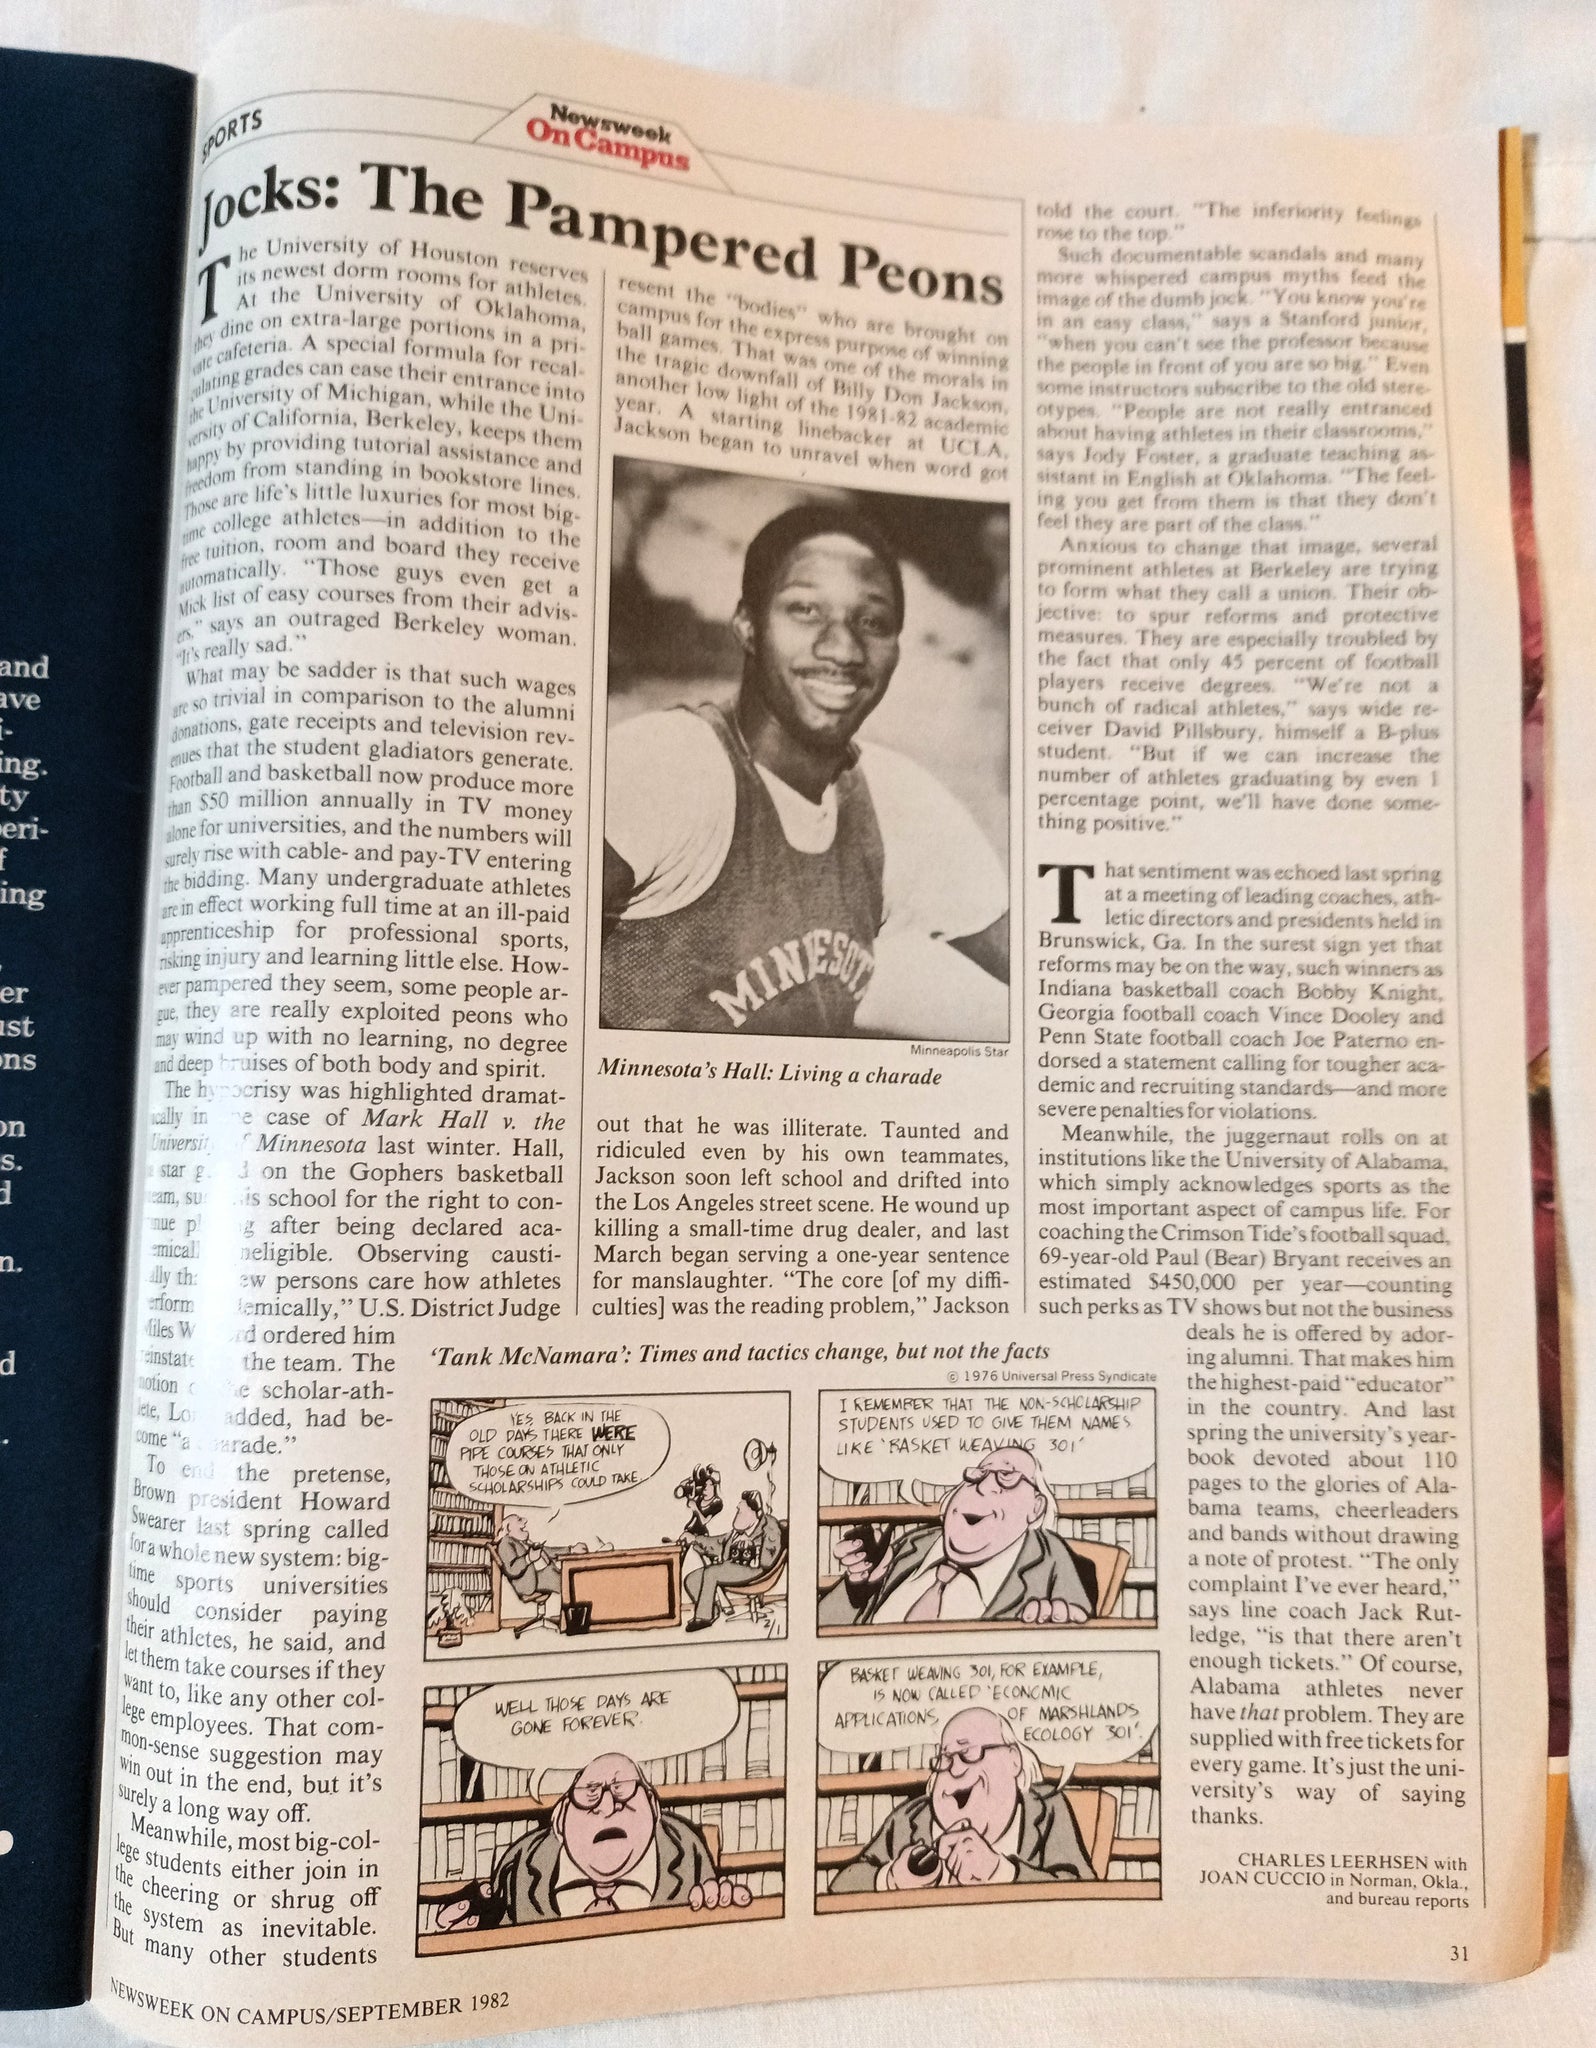 and
ave
i-
ing.
ty
peri-
f
ing
er
ust
ons
on
s.
d
n.
d
SPORTS
Newsweek
On Campus
Jocks: The Pampered Peons
The University of Houston reserves
its newest dorm rooms for athletes.
At the University of Oklahoma,
they dine on extra-large portions in a pri-
vate cafeteria. A special formula for recal-
culating grades can ease their entrance into
the University of Michigan, while the Uni-
versity of California, Berkeley, keeps them
happy by providing tutorial assistance and
freedom from standing in bookstore lines.
Those are life's little luxuries for most big-
time college athletes—in addition to the
free tuition, room and board they receive
automatically. "Those guys even get a
Mick list of easy courses from their advis-
ers," says an outraged Berkeley woman.
"It's really sad."
What may be sadder is that such wages
are so trivial in comparison to the alumni
donations, gate receipts and television rev-
enues that the student gladiators generate.
Football and basketball now produce more
than $50 million annually in TV money
alone for universities, and the numbers will
surely rise with cable- and pay-TV entering
the bidding. Many undergraduate athletes
are in effect working full time at an ill-paid
apprenticeship for professional sports,
risking injury and learning little else. How-
ever pampered they seem, some people ar-
gue, they are really exploited peons who
may wind up with no learning, no degree
and deep bruises of both body and spirit.
The hypocrisy was highlighted dramat-
ically in case of Mark Hall v. the
University of Minnesota last winter. Hall,
star on the Gophers basketball
his school for the right to con-
after being declared aca-
ineligible. Observing causti-
few persons care how athletes
academically," U.S. District Judge
Miles ordered him
the team. The
scholar-ath-
added, had be-
come "a charade."
To end the pretense,
Brown president Howard
Swearer last spring called
for a whole new system: big-
time sports universities
should consider paying
their athletes, he said, and
let them take courses if they
want to, like any other col-
lege employees. That com-
mon-sense suggestion may
win out in the end, but it's
surely a long way off.
Meanwhile, most big-col-
lege students either join in
the cheering or shrug off
the system as inevitable.
But many other students
resent the "bodies" who are brought on
campus for the express purpose of winning
ball games. That was one of the morals in
the tragic downfall of Billy Don Jackson,
another low light of the 1981-82 academic
year. A starting linebacker at UCLA,
Jackson began to unravel when word got
MINNESOT
Minneapolis Star
Minnesota's Hall: Living a charade
out that he was illiterate. Taunted and
ridiculed even by his own teammates,
Jackson soon left school and drifted into
the Los Angeles street scene. He wound up
killing a small-time drug dealer, and last
March began serving a one-year sentence
for manslaughter. "The core [of my diffi-
culties] was the reading problem," Jackson
told the court. "The inferiority feelings
rose to the top."
Such documentable scandals and many
more whispered campus myths feed the
image of the dumb jock. "You know you're
in an easy class," says a Stanford junior,
"when you can't see the professor because
the people in front of you are so big." Even
some instructors subscribe to the old stere-
otypes. "People are not really entranced
about having athletes in their classrooms,"
says Jody Foster, a graduate teaching as-
sistant in English at Oklahoma. "The feel-
ing you get from them is that they don't
feel they are part of the class."
Anxious to change that image, several
prominent athletes at Berkeley are trying
to form what they call a union. Their ob-
jective: to spur reforms and protective
measures. They are especially troubled by
the fact that only 45 percent of football
players receive degrees. "We're not a
bunch of radical athletes," says wide re-
ceiver David Pillsbury, himself a B-plus
student. "But if we can increase the
number of athletes graduating by even 1
percentage point, we'll have done some-
thing positive."
That sentiment was echoed last spring
at a meeting of leading coaches, ath-
letic directors and presidents held in
Brunswick, Ga. In the surest sign yet that
reforms may be on the way, such winners as
Indiana basketball coach Bobby Knight,
Georgia football coach Vince Dooley and
Penn State football coach Joe Paterno en-
dorsed a statement calling for tougher aca-
demic and recruiting standards—and more
severe penalties for violations.
Meanwhile, the juggernaut rolls on at
institutions like the University of Alabama,
which simply acknowledges sports as the
most important aspect of campus life. For
coaching the Crimson Tide's football squad,
69-year-old Paul (Bear) Bryant receives an
estimated $450,000 per year—counting
such perks as TV shows but not the business
deals he is offered by ador-
ing alumni. That makes him
the highest-paid "educator"
in the country. And last
spring the university's year-
book devoted about 110
pages to the glories of Ala-
bama teams, cheerleaders
and bands without drawing
a note of protest. "The only
complaint I've ever heard,"
says line coach Jack Rut-
ledge, "is that there aren't
enough tickets." Of course,
Alabama athletes never
have that problem. They are
supplied with free tickets for
every game. It's just the uni-
versity's way of saying
thanks.
CHARLES LEERHSEN with
JOAN CUCCIO in Norman, Okla.,
and bureau reports
'Tank McNamara': Times and tactics change, but not the facts
© 1976 Universal Press Syndicate
YES, BACK IN THE
OLD DAYS THERE WERE
PIPE COURSES THAT ONLY
THOSE ON ATHLETIC
SCHOLARSHIPS COULD TAKE.
2/1
I REMEMBER THAT THE NON-SCHOLARSHIP
STUDENTS USED TO GIVE THEM NAMES
LIKE 'BASKET WEAVING 301'
WELL THOSE DAYS ARE
GONE FOREVER.
BASKET WEAVING 301, FOR EXAMPLE,
IS NOW CALLED 'ECONOMIC
APPLICATIONS OF MARSHLANDS
ECOLOGY 301'.
31
NEWSWEEK ON CAMPUS/SEPTEMBER 1982